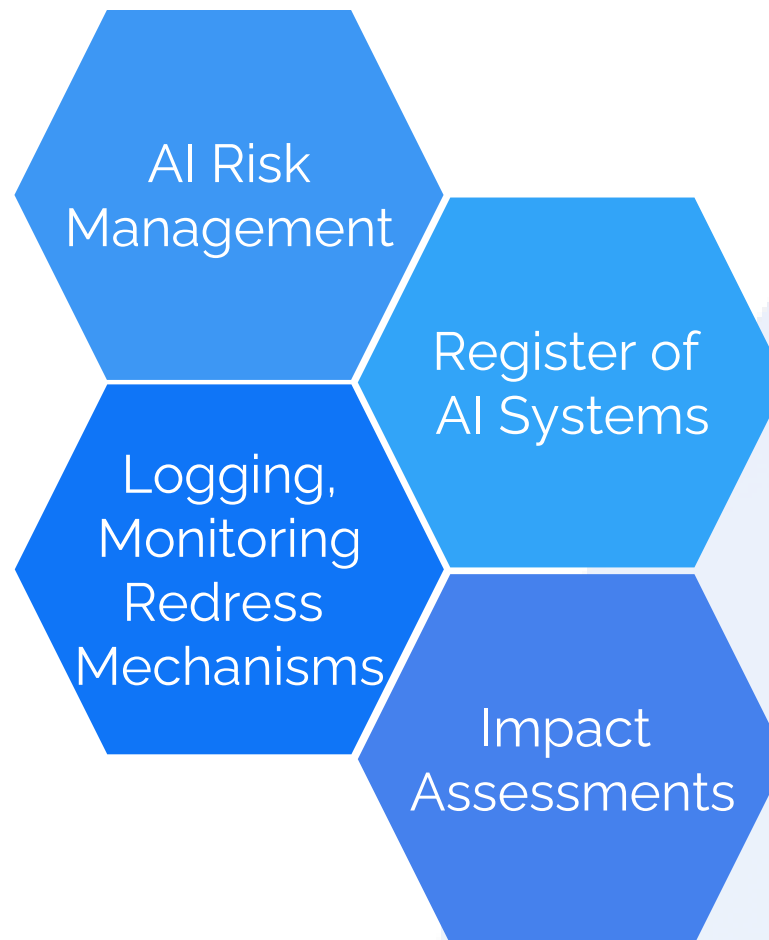 AI Risk
Management
Register of
AI Systems
Logging,
Monitoring
Redress
Mechanisms
Impact
Assessments